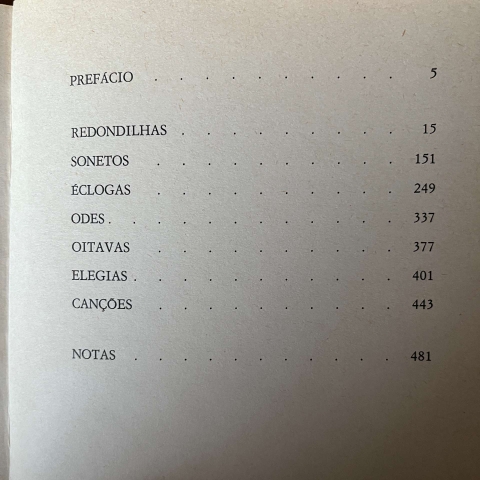 PREFÁCIO . . . . . . . . . . 5
REDONDILHAS . . . . . . . . . 15
SONETOS . . . . . . . . . . 151
ÉCLOGAS . . . . . . . . . . 249
ODES . . . . . . . . . . . . 337
OITAVAS . . . . . . . . . . 377
ELEGIAS . . . . . . . . . . . 401
CANÇÕES . . . . . . . . . . 443
NOTAS . . . . . . . . . . . 481